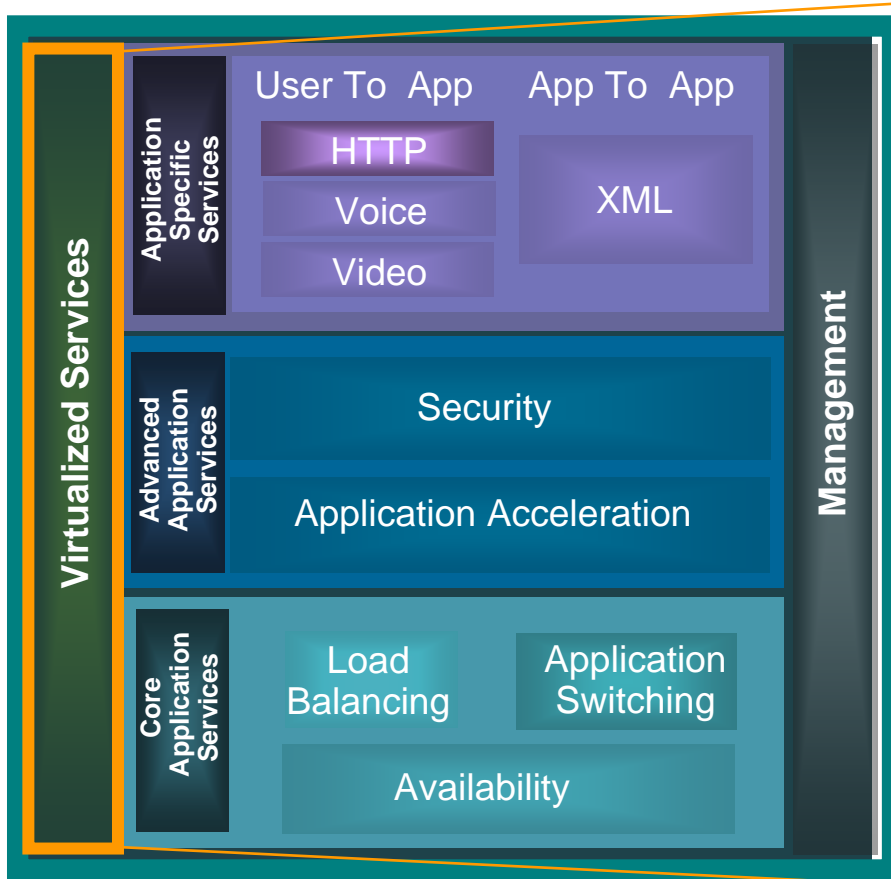 Virtualized Services
Application
Specific
Services
User To App
App To App
HTTP
Voice
Video
XML
Advanced
Application
Services
Security
Application Acceleration
Core
Application
Services
Load
Balancing
Application
Switching
Availability
Management